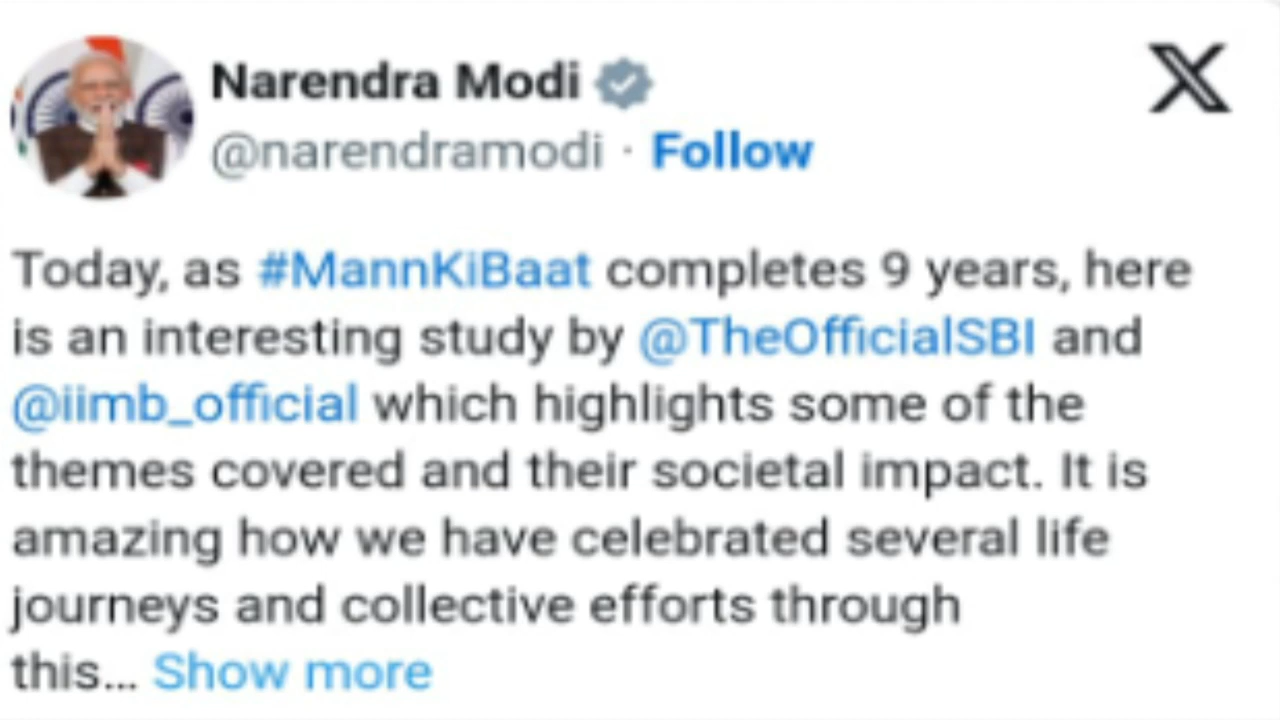 Narendra Modi
@narendramodi · Follow
Today, as #MannKiBaat completes 9 years, here
is an interesting study by @TheOfficialSBI and
@iimb_official which highlights some of the
themes covered and their societal impact. It is
amazing how we have celebrated several life
journeys and collective efforts through
this... Show more